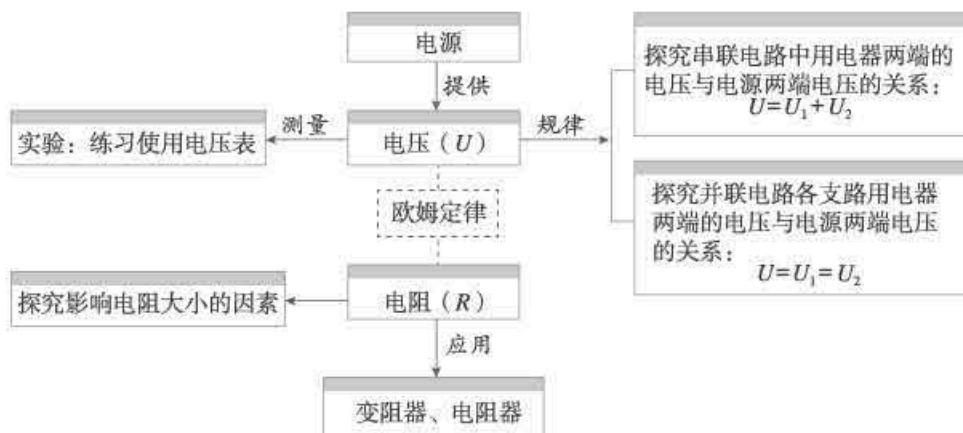 电源
提供
探究串联电路中用电器两端的
电压与电源两端电压的关系：
U=U₁+U₂
实验：练习使用电压表
测量
电压（U）
规律
欧姆定律
探究并联电路各支路用电器
两端的电压与电源两端电压
的关系：
U=U₁=U₂
探究影响电阻大小的因素
电阻（R）
应用
变阻器、电阻器